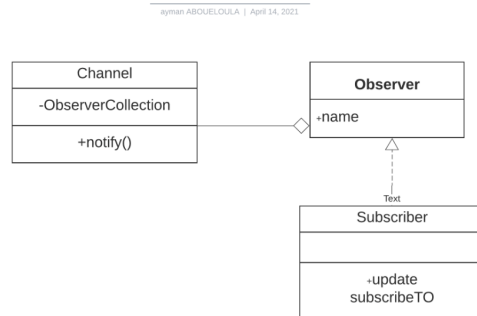 ayman ABOUELOULA | April 14, 2021
Channel
-ObserverCollection
+notify()
Observer
+name
Text
Subscriber
+update
subscribeTO